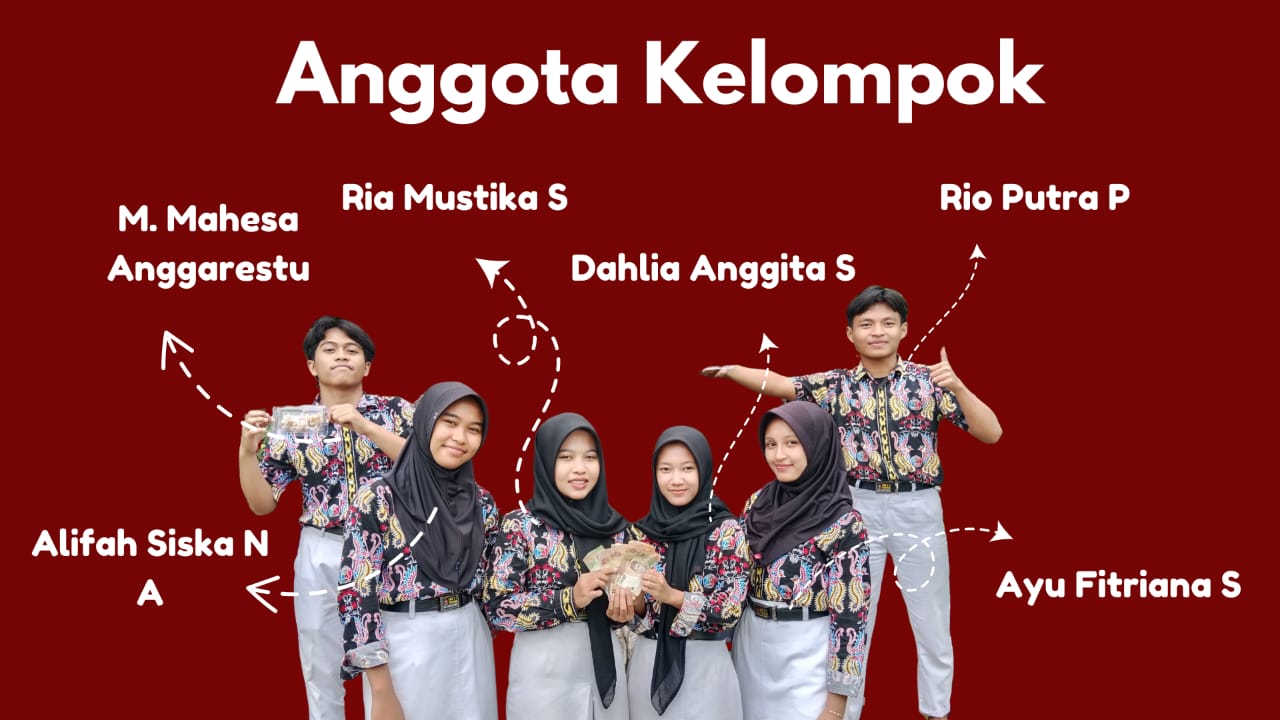 Anggota Kelompok
Ria Mustika S
Rio Putra P
M. Mahesa
Anggarestu
Dahlia Anggita S
Alifah Siska N
A
Ayu Fitriana S